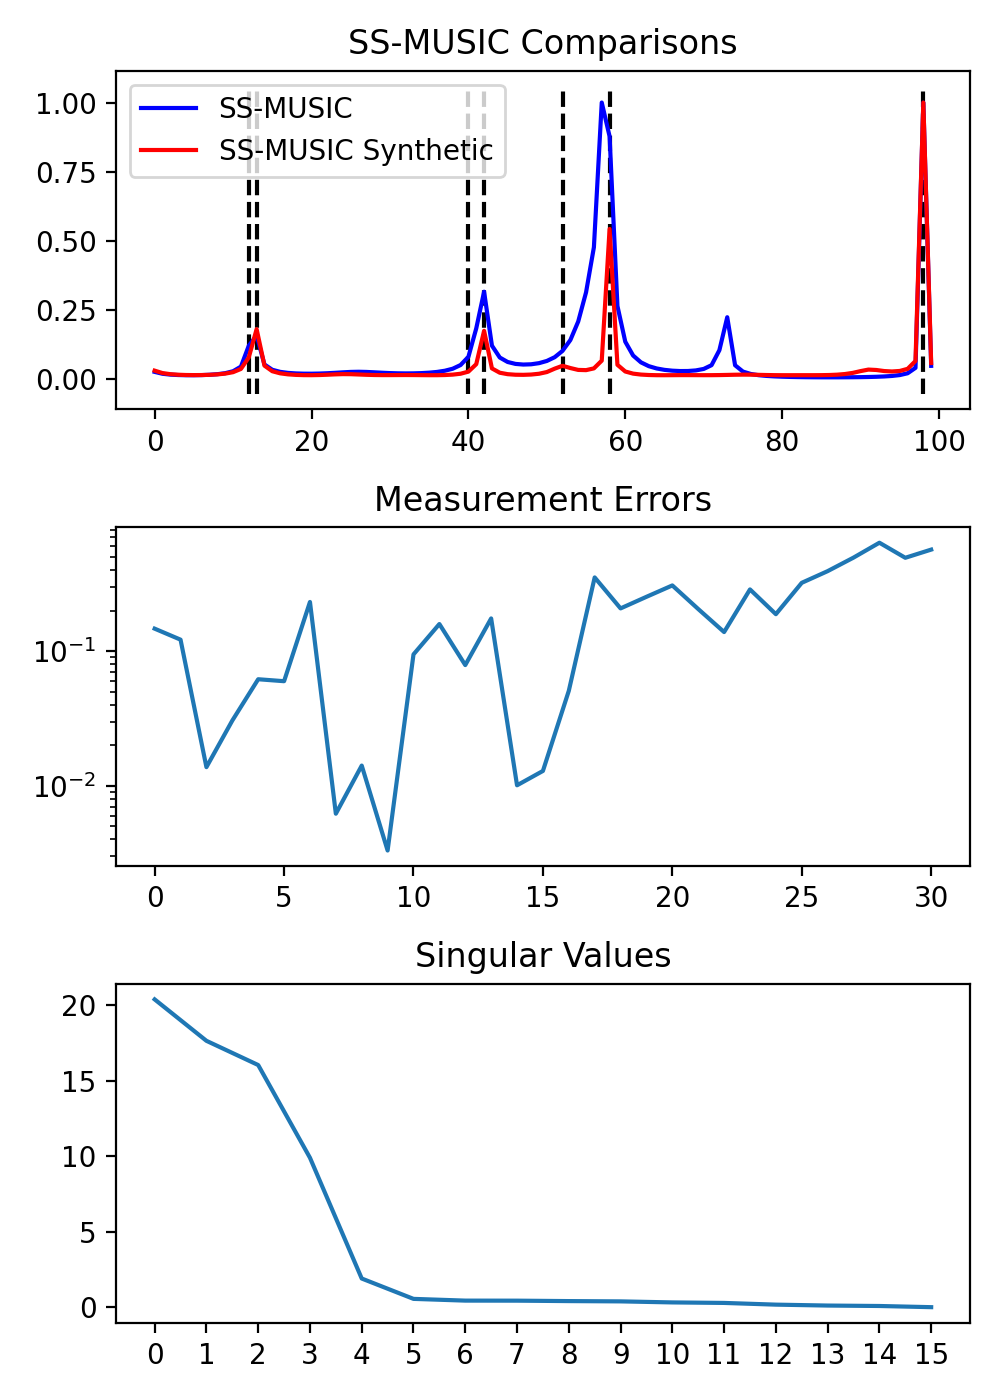 SS-MUSIC Comparisons
1.00
0.75
0.50
0.25
0.00
SS-MUSIC
SS-MUSIC Synthetic
0 20 40 60 80 100
Measurement Errors
10⁻¹
10⁻²
0 5 10 15 20 25 30
Singular Values
20
15
10
5
0
0 1 2 3 4 5 6 7 8 9 10 11 12 13 14 15